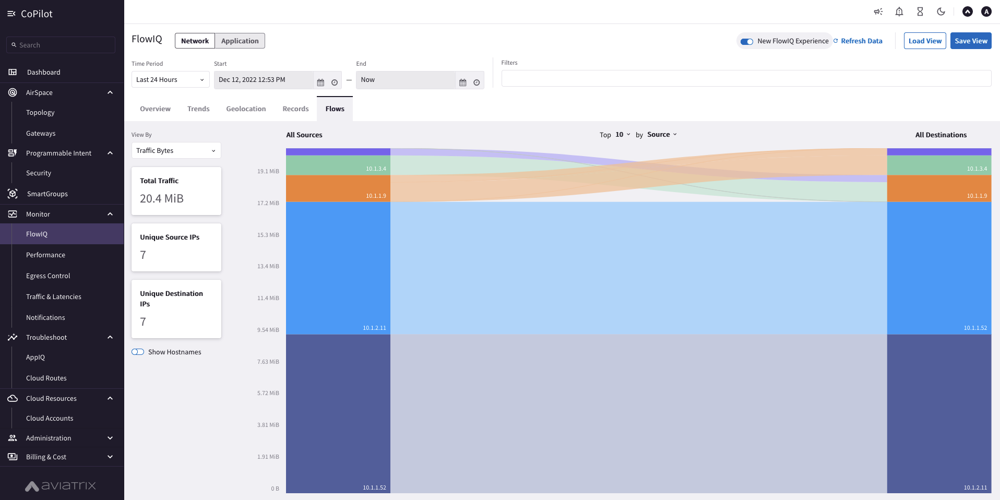 CoPilot
Search
Dashboard
AirSpace
Topology
Gateways
Programmable Intent
Security
SmartGroups
Monitor
FlowIQ
Performance
Egress Control
Traffic & Latencies
Notifications
Troubleshoot
AppIQ
Cloud Routes
Cloud Resources
Cloud Accounts
Administration
Billing & Cost
aviatrix
A
FlowIQ Network Application
New FlowIQ Experience Refresh Data Load View Save View
Time Period Start End Filters
Last 24 Hours Dec 12, 2022 12:53 PM — Now
Overview Trends Geolocation Records Flows
View By
Traffic Bytes
Total Traffic
20.4 MiB
Unique Source IPs
7
Unique Destination
IPs
7
Show Hostnames
All Sources Top 10 by Source All Destinations
19.1 MiB
17.2 MiB
15.3 MiB
13.4 MiB
11.4 MiB
9.54 MiB
7.63 MiB
5.72 MiB
3.81 MiB
1.91 MiB
0 B
10.1.3.4
10.1.1.9
10.1.2.11
10.1.1.52
10.1.3.4
10.1.1.9
10.1.1.52
10.1.2.11